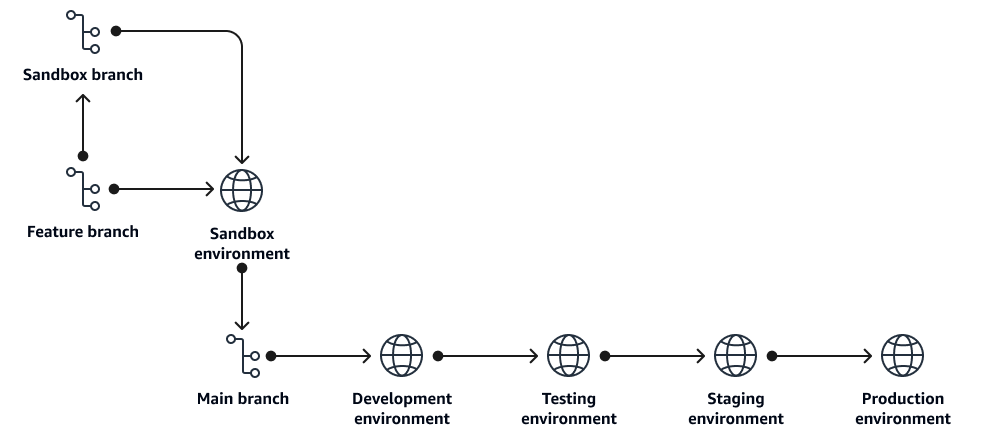 Sandbox branch
Feature branch
Sandbox
environment
Main branch
Development
environment
Testing
environment
Staging
environment
Production
environment